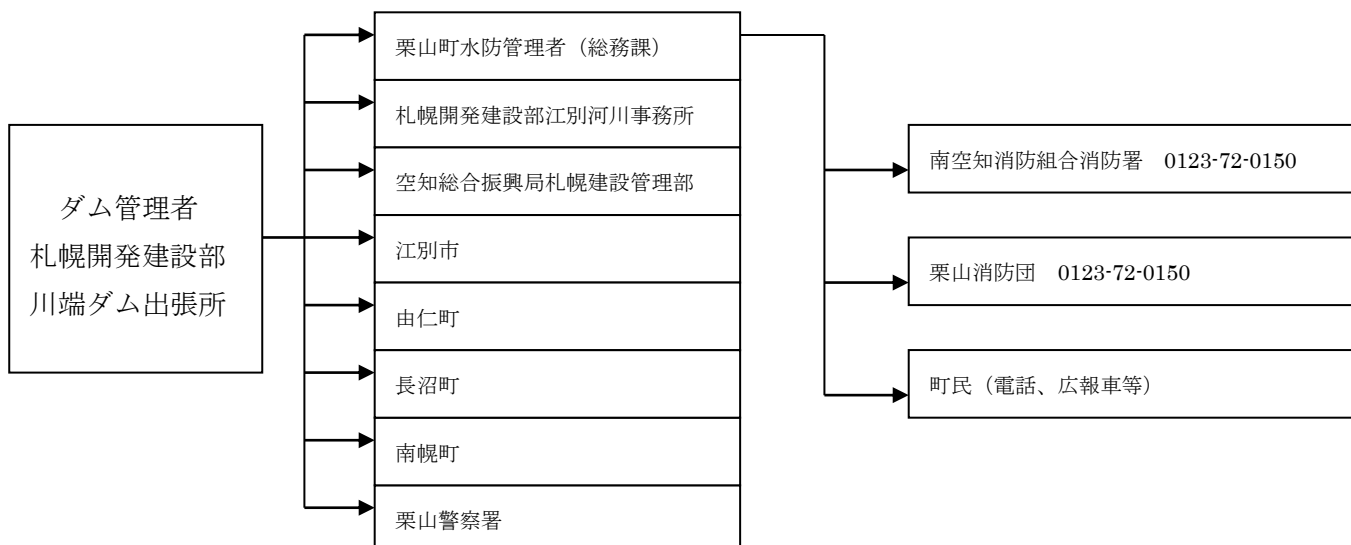 ダム管理者
札幌開発建設部
川端ダム出張所
栗山町水防管理者（総務課）
札幌開発建設部江別河川事務所
空知総合振興局札幌建設管理部
江別市
由仁町
長沼町
南幌町
栗山警察署
南空知消防組合消防署　0123-72-0150
栗山消防団　0123-72-0150
町民（電話、広報車等）